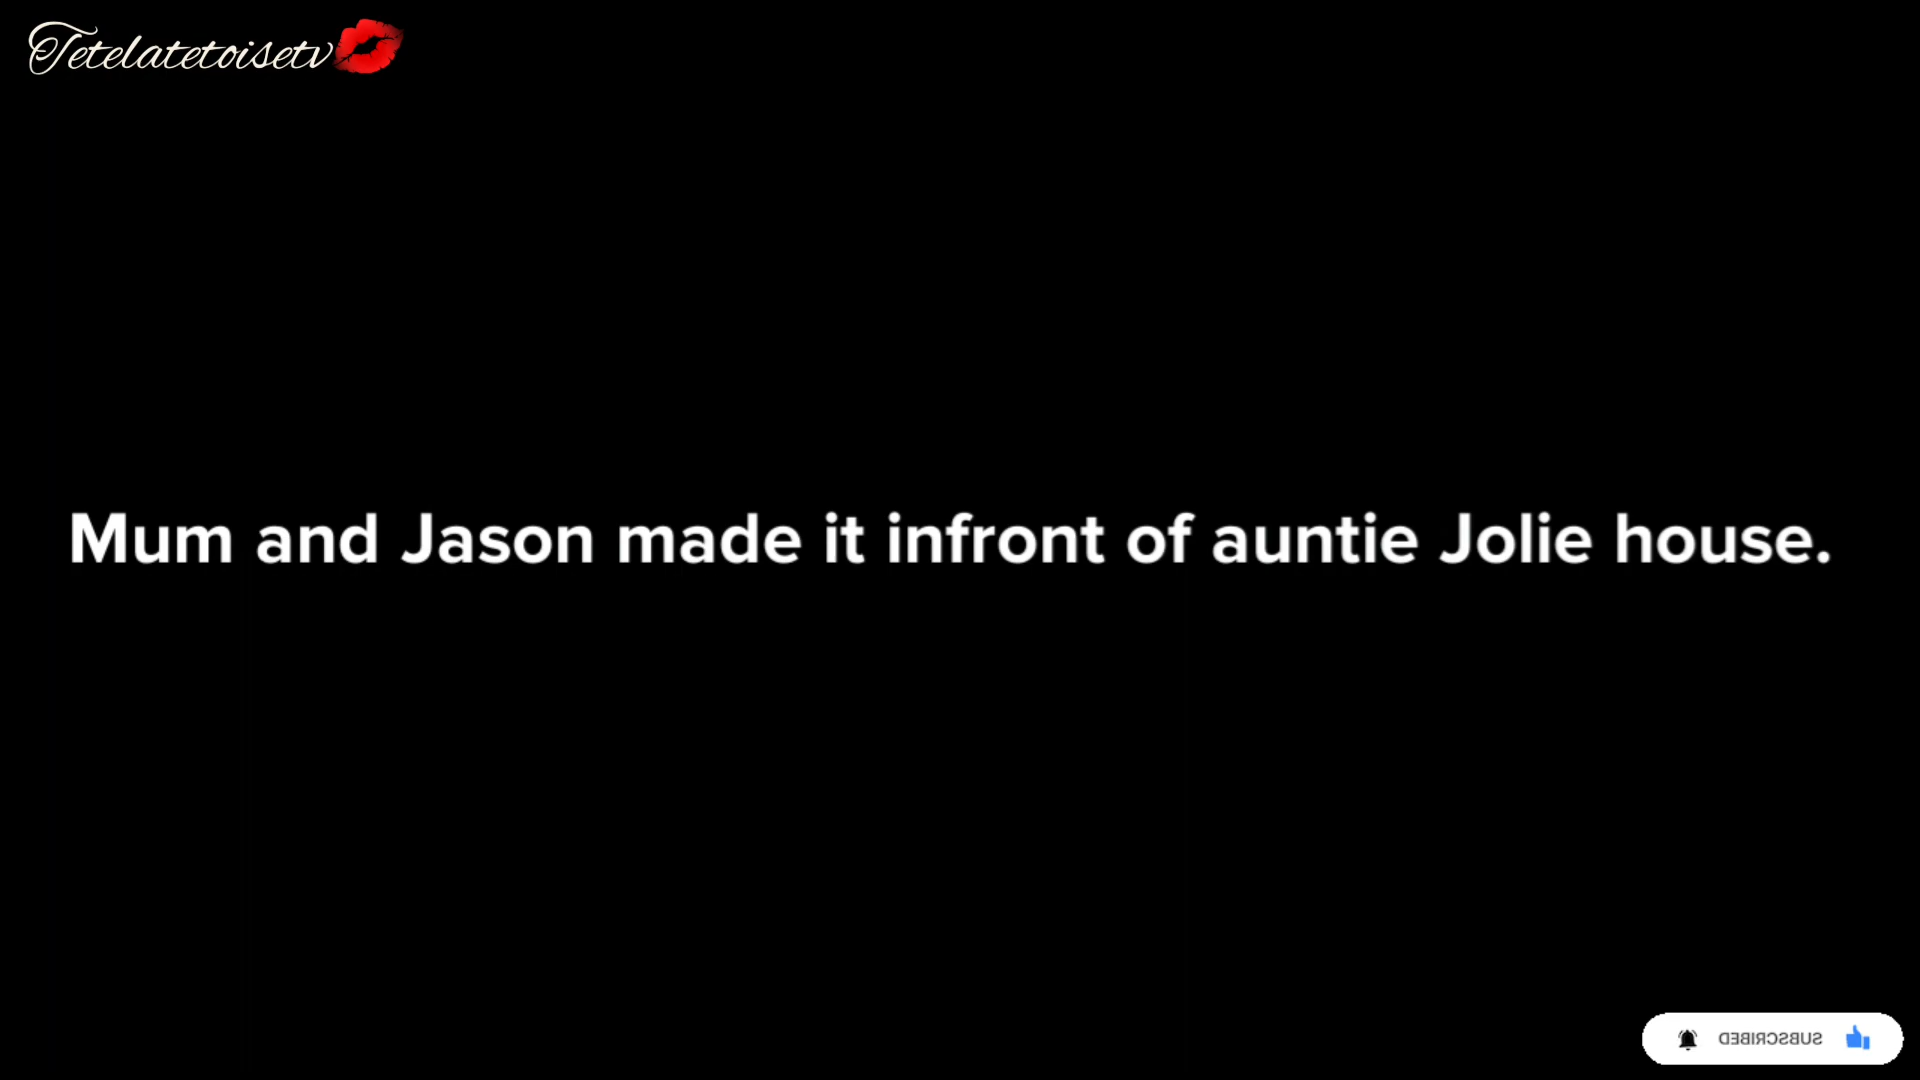 Tetelatetoisetv
Mum and Jason made it infront of auntie Jolie house.
SUBSCRIBED